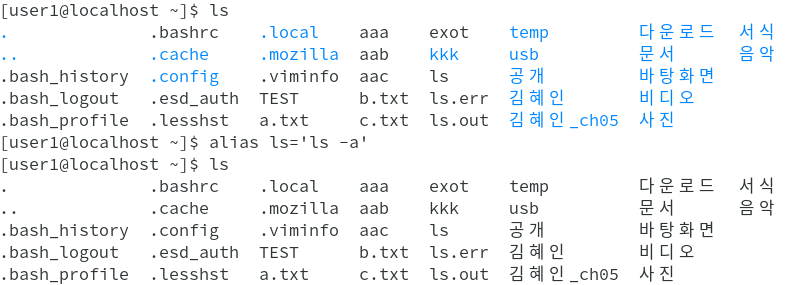 [user1@localhost ~]$ ls
. .bashrc .local aaa exot temp 다운로드 서식
.. .cache .mozilla aab kkk usb 문서 음악
.bash_history .config .viminfo aac ls 공개 바탕화면
.bash_logout .esd_auth TEST b.txt ls.err 김혜인 비디오
.bash_profile .lesshst a.txt c.txt ls.out 김혜인_ch05 사진
[user1@localhost ~]$ alias ls='ls -a'
[user1@localhost ~]$ ls
. .bashrc .local aaa exot temp 다운로드 서식
.. .cache .mozilla aab kkk usb 문서 음악
.bash_history .config .viminfo aac ls 공개 바탕화면
.bash_logout .esd_auth TEST b.txt ls.err 김혜인 비디오
.bash_profile .lesshst a.txt c.txt ls.out 김혜인_ch05 사진